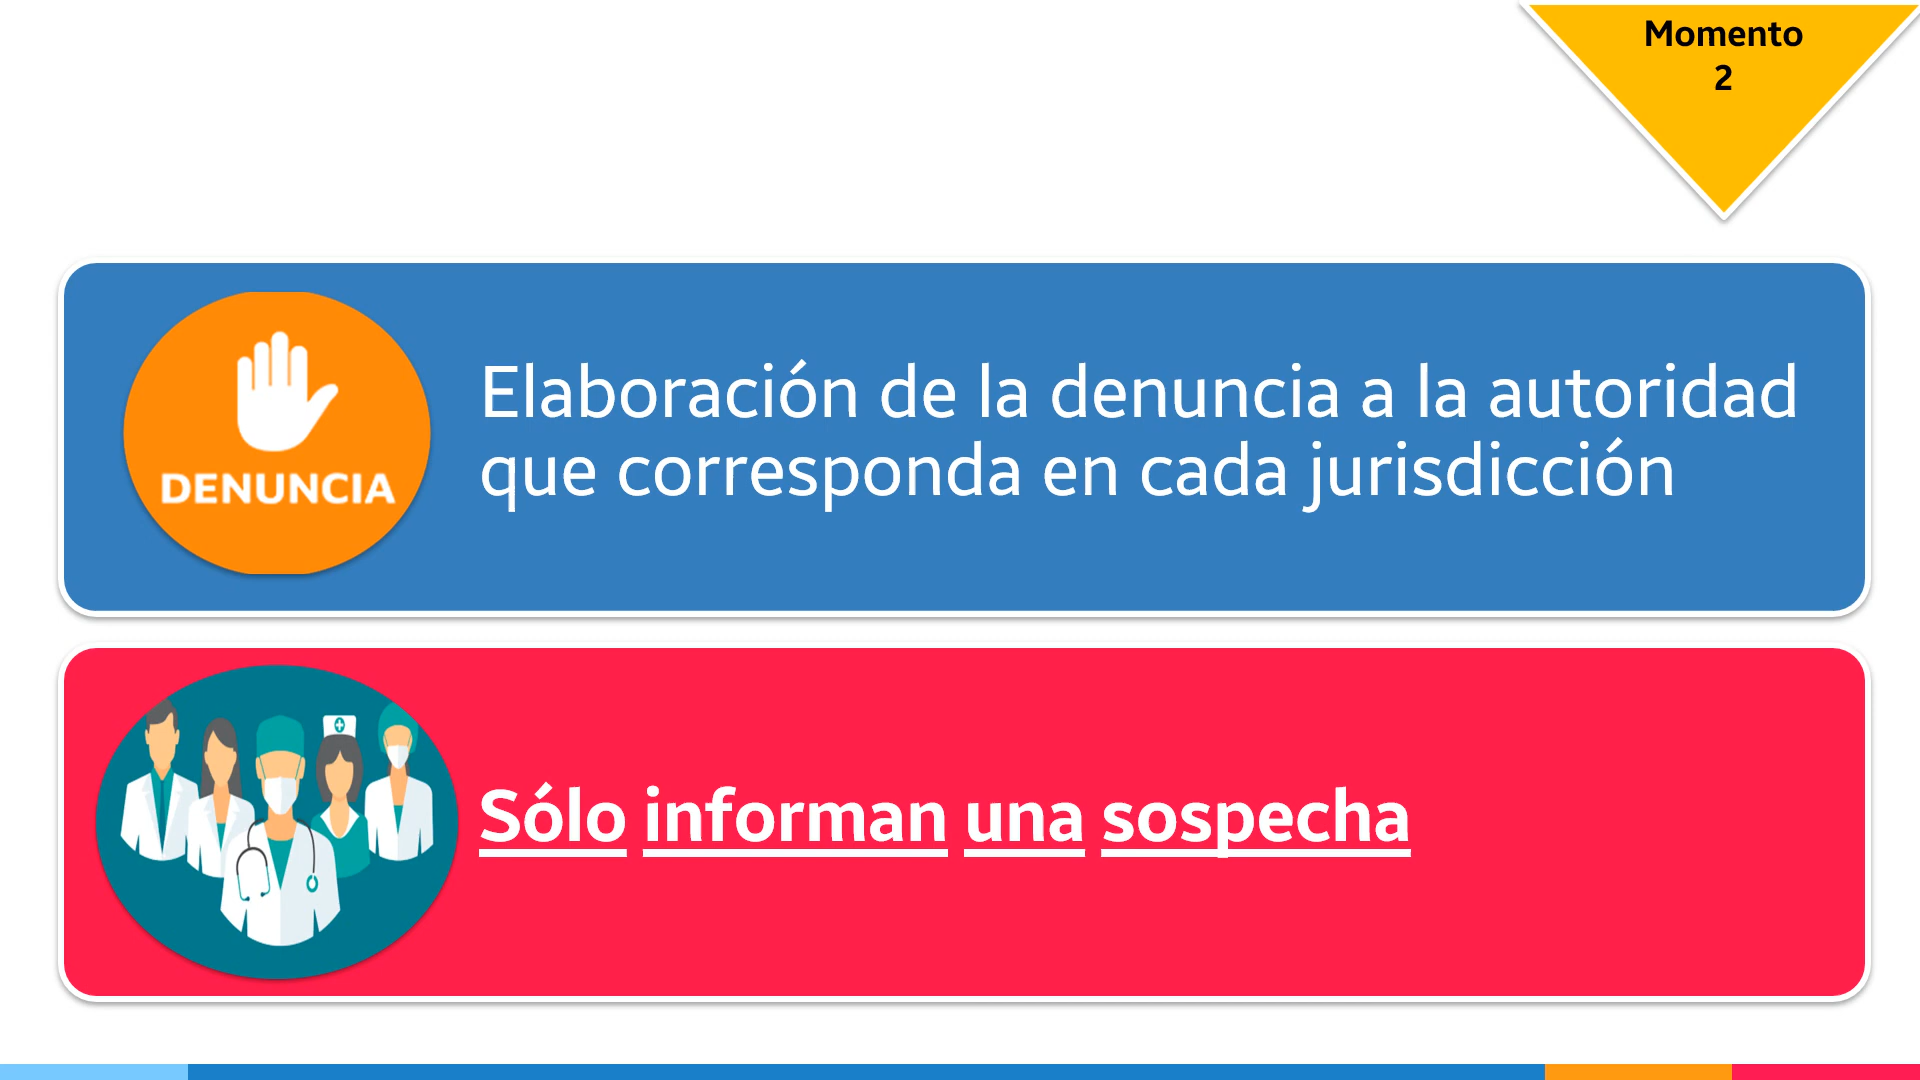 Momento
2
DENUNCIA
Elaboración de la denuncia a la autoridad
que corresponda en cada jurisdicción
Sólo informan una sospecha